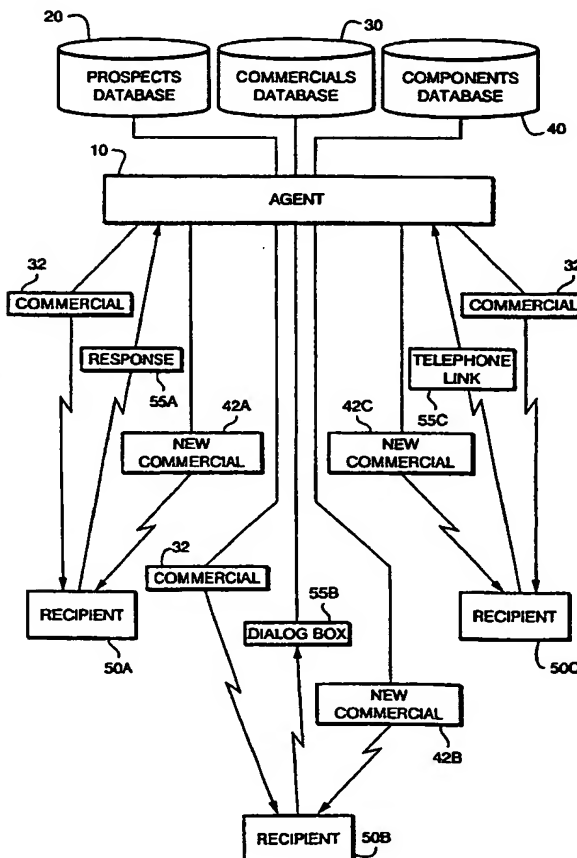 20
30
PROSPECTS
DATABASE
COMMERCIALS
DATABASE
COMPONENTS
DATABASE
40
10
AGENT
32
COMMERCIAL
32
COMMERCIAL
RESPONSE
55A
TELEPHONE
LINK
55C
42A
NEW
COMMERCIAL
42C
NEW
COMMERCIAL
32
COMMERCIAL
55B
DIALOG BOX
RECIPIENT
50A
RECIPIENT
50C
NEW
COMMERCIAL
42B
RECIPIENT
50B